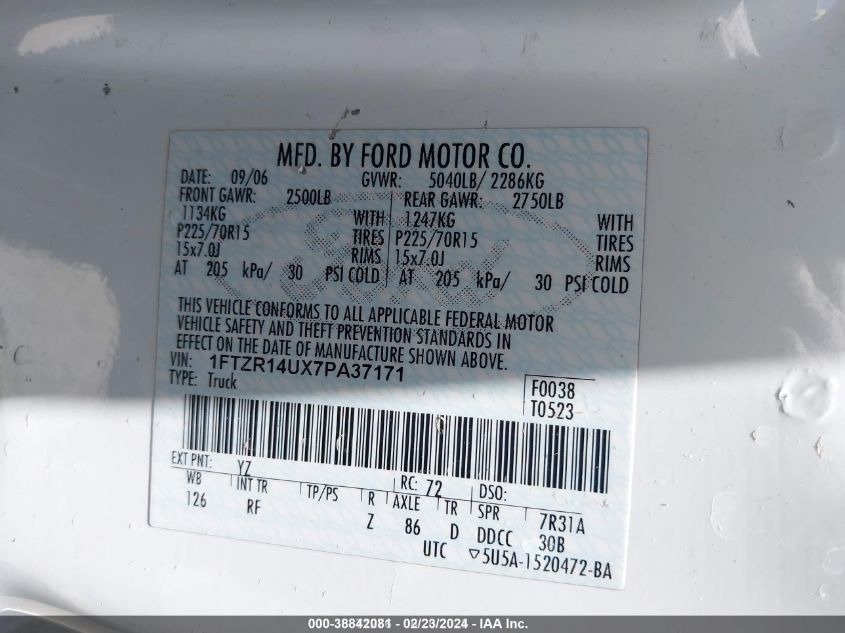 MFD. BY FORD MOTOR CO.
DATE: 09/06 GVWR: 5040LB/ 2286KG
FRONT GAWR: 2500LB REAR GAWR: 2750LB
1134KG WITH 1247KG WITH
P225/70R15 TIRES P225/70R15 TIRES
15x7.0J RIMS 15x7.0J RIMS
AT 205 kPa/ 30 PSI COLD AT 205 kPa/ 30 PSI COLD
THIS VEHICLE CONFORMS TO ALL APPLICABLE FEDERAL MOTOR
VEHICLE SAFETY AND THEFT PREVENTION STANDARDS IN
EFFECT ON THE DATE OF MANUFACTURE SHOWN ABOVE.
VIN: 1FTZR14UX7PA37171
TYPE: Truck
F0038
T0523
EXT PNT: YZ RC: 72 DSO:
WB INT TR TP/PS R AXLE TR SPR 7R31A
126 RF Z 86 D DDCC 30B
UTC ▽5U5A-1520472-BA
Ford
000-38842081 - 02/23/2024 - IAA Inc.